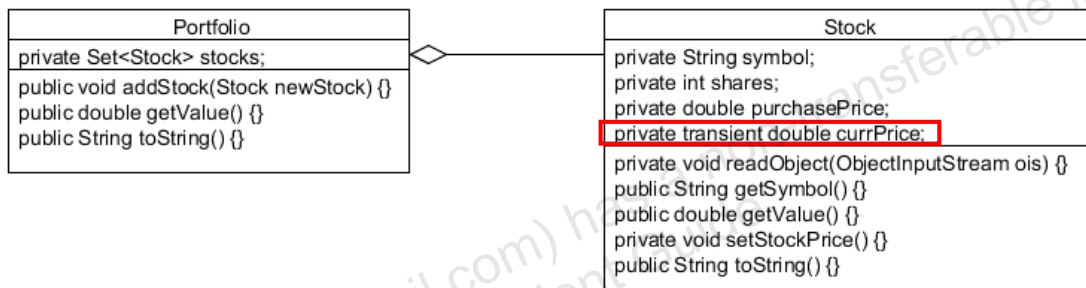 Portfolio
private Set<Stock> stocks;
public void addStock(Stock newStock) {}
public double getValue() {}
public String toString() {}
Stock
private String symbol;
private int shares;
private double purchasePrice;
private transient double currPrice;
private void readObject(ObjectInputStream ois) {}
public String getSymbol() {}
public double getValue() {}
private void setStockPrice() {}
public String toString() {}